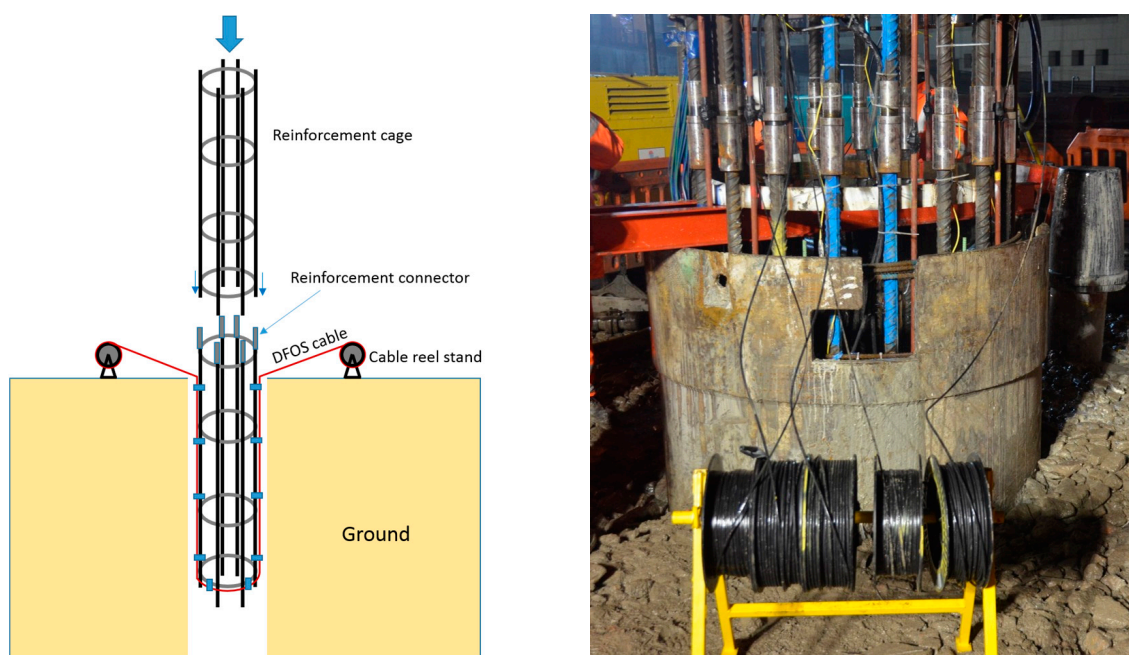 Reinforcement cage
Reinforcement connector
DFOS cable
Cable reel stand
Ground